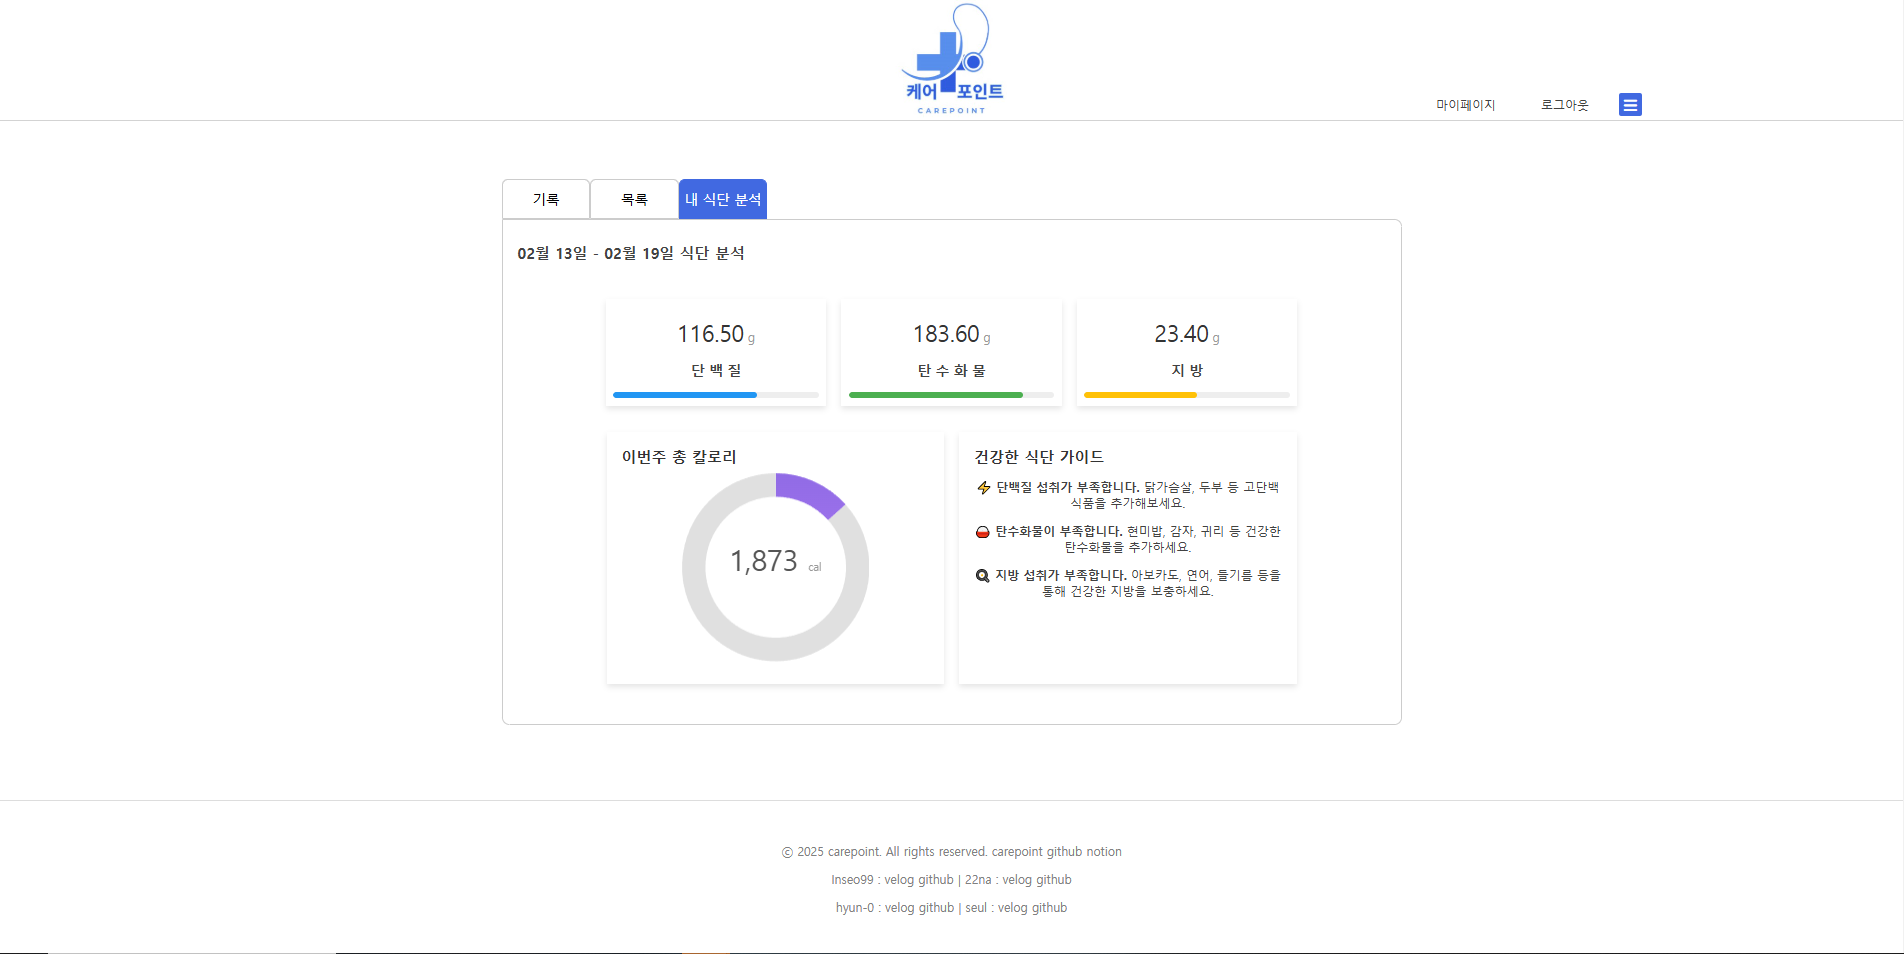 케어 포인트
CAREPOINT
마이페이지 로그아웃
기록 목록 내 식단 분석
02월 13일 - 02월 19일 식단 분석
116.50 g
단백질
183.60 g
탄수화물
23.40 g
지방
이번주 총 칼로리
1,873 cal
건강한 식단 가이드
⚡ 단백질 섭취가 부족합니다. 닭가슴살, 두부 등 고단백
식품을 추가해보세요.
🍚 탄수화물이 부족합니다. 현미밥, 감자, 귀리 등 건강한
탄수화물을 추가하세요.
🍳 지방 섭취가 부족합니다. 아보카도, 연어, 들기름 등을
통해 건강한 지방을 보충하세요.
ⓒ 2025 carepoint. All rights reserved. carepoint github notion
Inseo99 : velog github | 22na : velog github
hyun-0 : velog github | seul : velog github